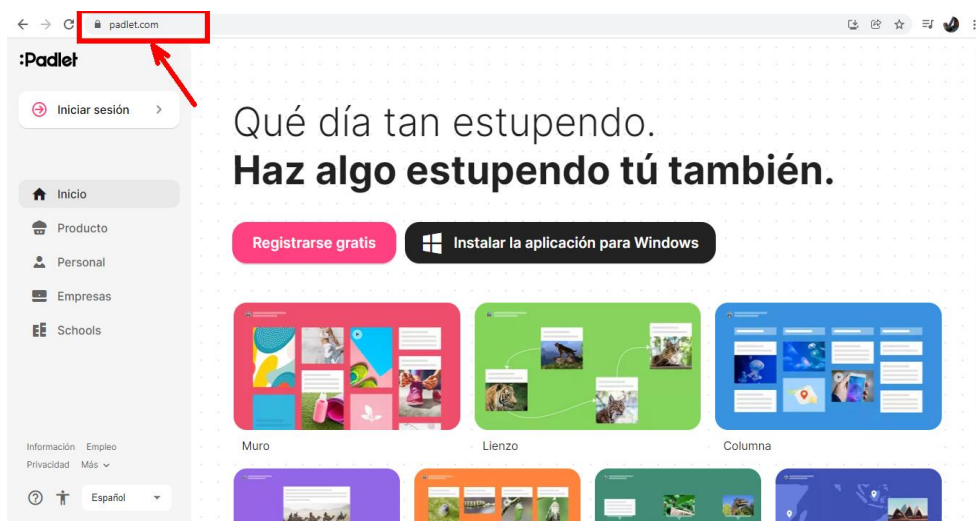 padlet.com
:Padlet
Iniciar sesión
Inicio
Producto
Personal
Empresas
Schools
Información Empleo
Privacidad Más
Español
Qué día tan estupendo.
Haz algo estupendo tú también.
Registrarse gratis
Instalar la aplicación para Windows
Muro
Lienzo
Columna